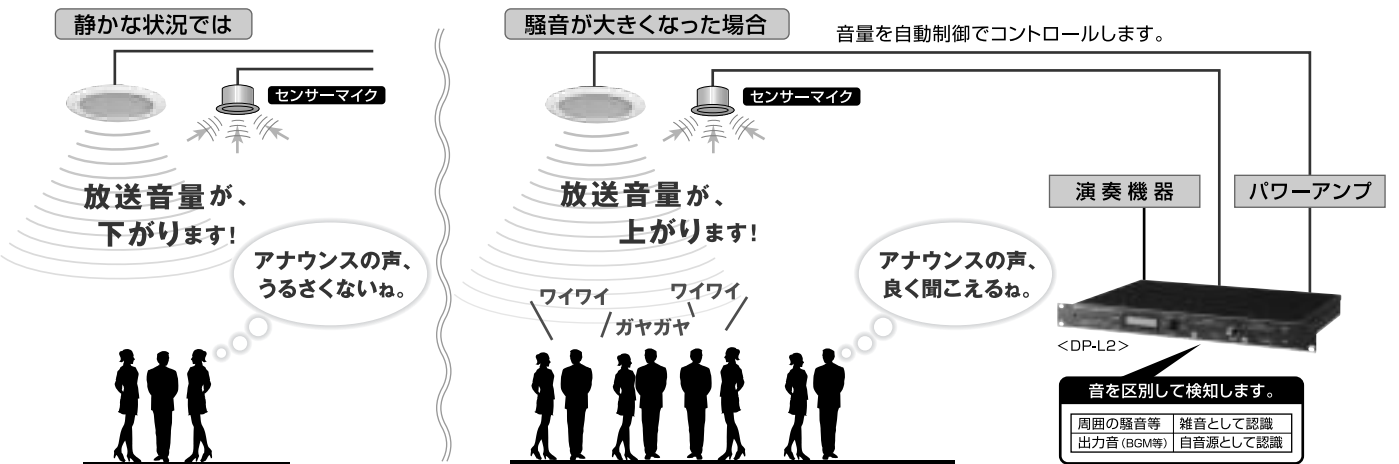 静かな状況では
センサーマイク
放送音量が、
下がります!
アナウンスの声、
うるさくないね。
騒音が大きくなった場合
音量を自動制御でコントロールします。
センサーマイク
放送音量が、
上がります!
アナウンスの声、
良く聞こえるね。
ワイワイ
ワイワイ
ガヤガヤ
演奏機器
パワーアンプ
<DP-L2>
音を区別して検知します。
周囲の騒音等 雑音として認識
出力音(BGM等) 自音源として認識